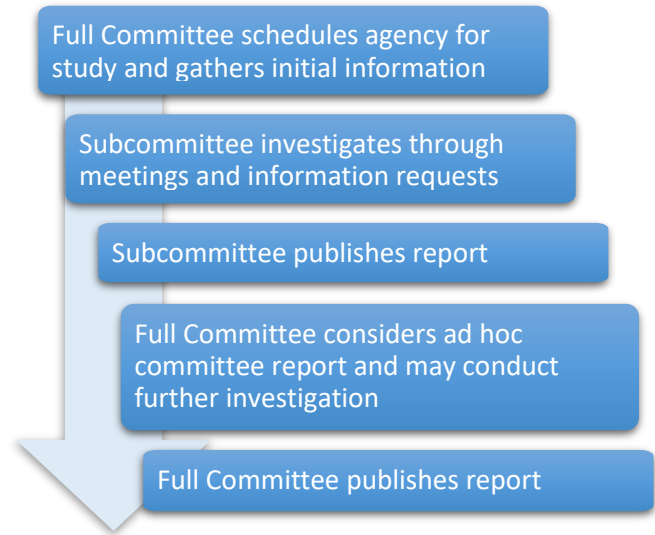 Full Committee schedules agency for
study and gathers initial information
Subcommittee investigates through
meetings and information requests
Subcommittee publishes report
Full Committee considers ad hoc
committee report and may conduct
further investigation
Full Committee publishes report